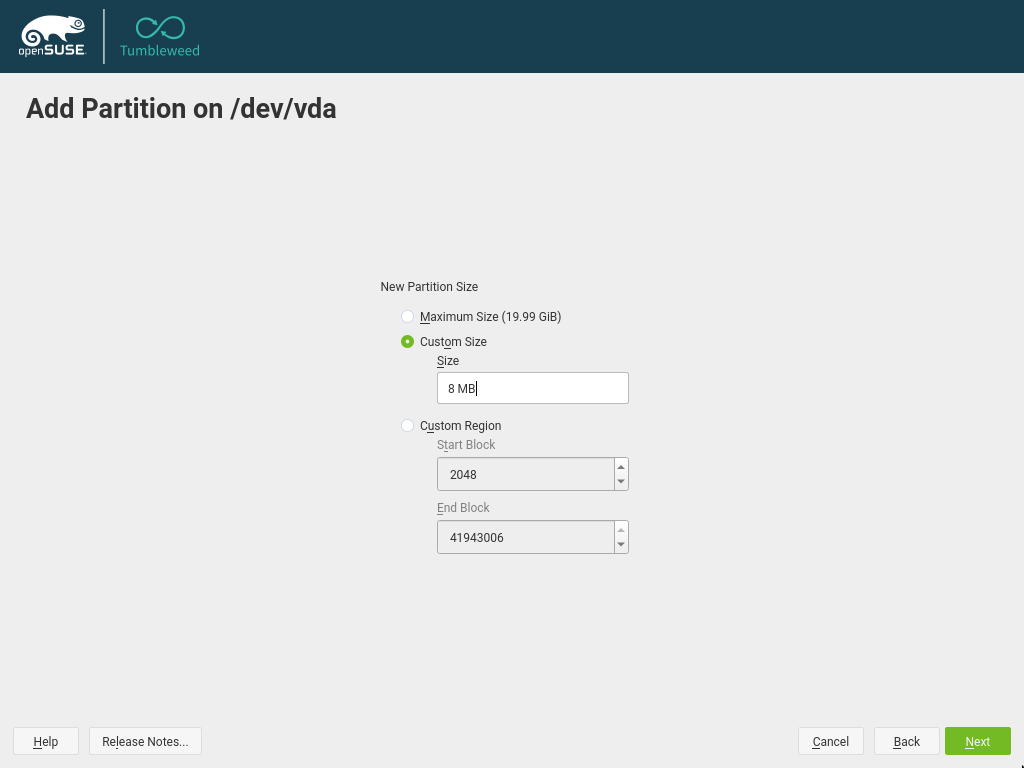 openSUSE
Tumbleweed
Add Partition on /dev/vda
New Partition Size
Maximum Size (19.99 GiB)
Custom Size
Size
8 MB
Custom Region
Start Block
2048
End Block
41943006
Help
Release Notes...
Cancel
Back
Next